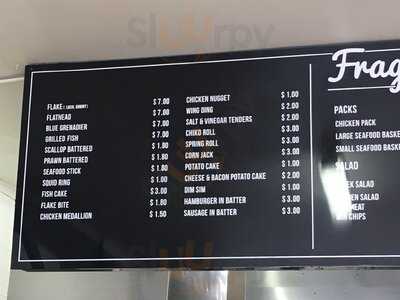 FLAKE ( LOCAL GUMMY ) $ 7.00
FLATHEAD $ 7.00
BLUE GRENADIER $ 7.00
GRILLED FISH $ 7.00
SCALLOP BATTERED $ 1.80
PRAWN BATTERED $ 1.80
SEAFOOD STICK $ 1.80
SQUID RING $ 1.00
FISH CAKE $ 3.00
FLAKE BITE $ 1.80
CHICKEN MEDALLION $ 1.50
CHICKEN NUGGET $ 1.00
WING DING $ 2.00
SALT & VINEGAR TENDERS $ 2.00
CHIKO ROLL $ 3.00
SPRING ROLL $ 3.00
CORN JACK $ 3.00
POTATO CAKE $ 1.00
CHEESE & BACON POTATO CAKE $ 2.00
DIM SIM $ 1.00
HAMBURGER IN BATTER $ 3.00
SAUSAGE IN BATTER $ 3.00
Frag
PACKS
CHICKEN PACK
LARGE SEAFOOD BASKE
SMALL SEAFOOD BASKE
SALAD
SALAD
SALAD
MEAT
CHIPS